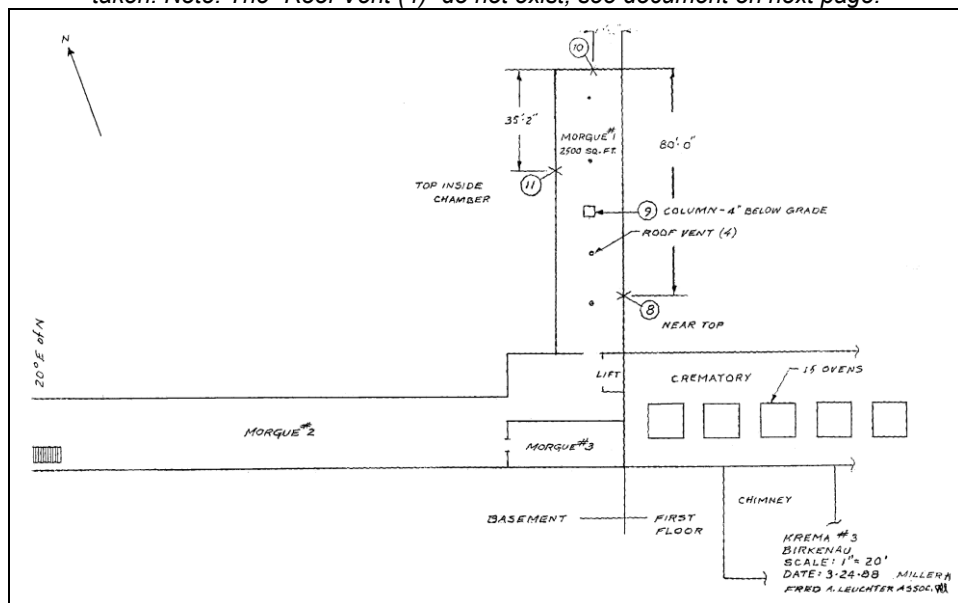 taken. Note: The "Roof Vent (4)" do not exist, see document on next page.
N
10
35'-2"
MORGUE #1
2500 SQ. FT.
80'-0"
11
TOP INSIDE
CHAMBER
9 COLUMN - 4" BELOW GRADE
ROOF VENT (4)
8
NEAR TOP
20° E of N
LIFT
CREMATORY
15 OVENS
MORGUE #2
MORGUE #3
CHIMNEY
BASEMENT
FIRST
FLOOR
KREMA #3
BIRKENAU
SCALE: 1" = 20'
DATE: 3-24-88 MILLER
FRED A. LEUCHTER ASSOC.